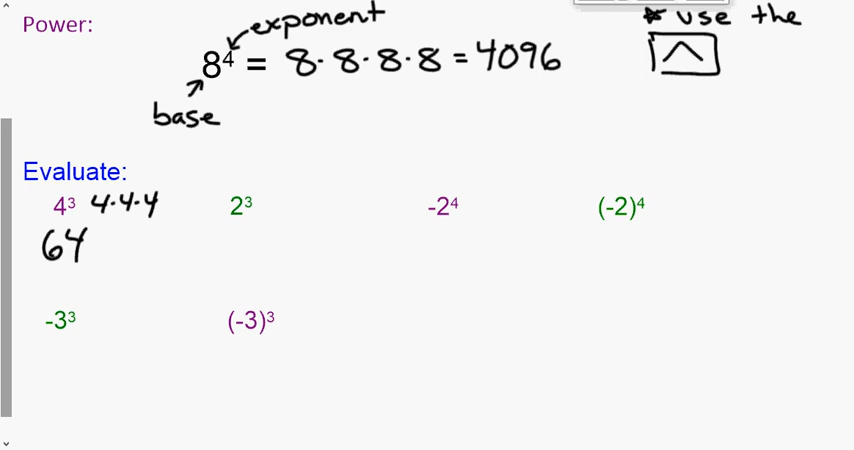 Power:
exponent
8⁴ = 8·8·8·8 = 4096
base
* use the
^
Evaluate:
4³ 4·4·4
2³
-2⁴
(-2)⁴
64
-3³
(-3)³